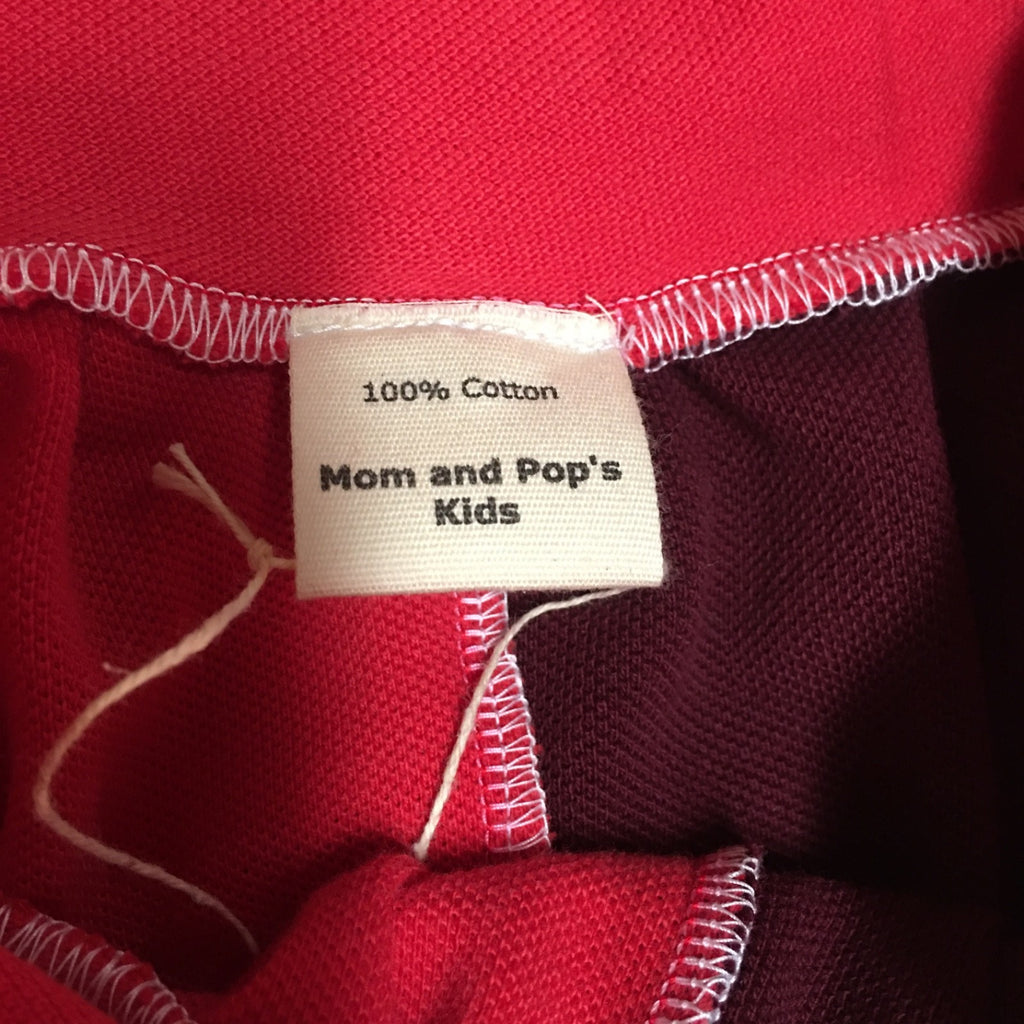 100% Cotton
Mom and Pop's
Kids